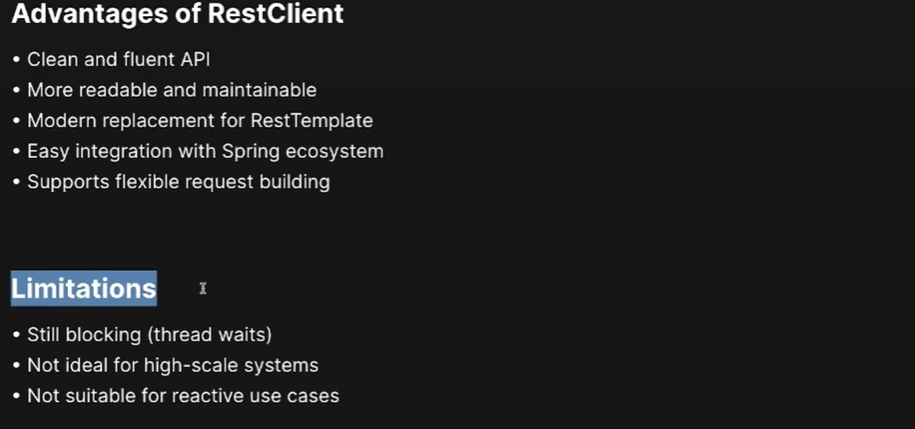 Advantages of RestClient
• Clean and fluent API
• More readable and maintainable
• Modern replacement for RestTemplate
• Easy integration with Spring ecosystem
• Supports flexible request building
Limitations
• Still blocking (thread waits)
• Not ideal for high-scale systems
• Not suitable for reactive use cases